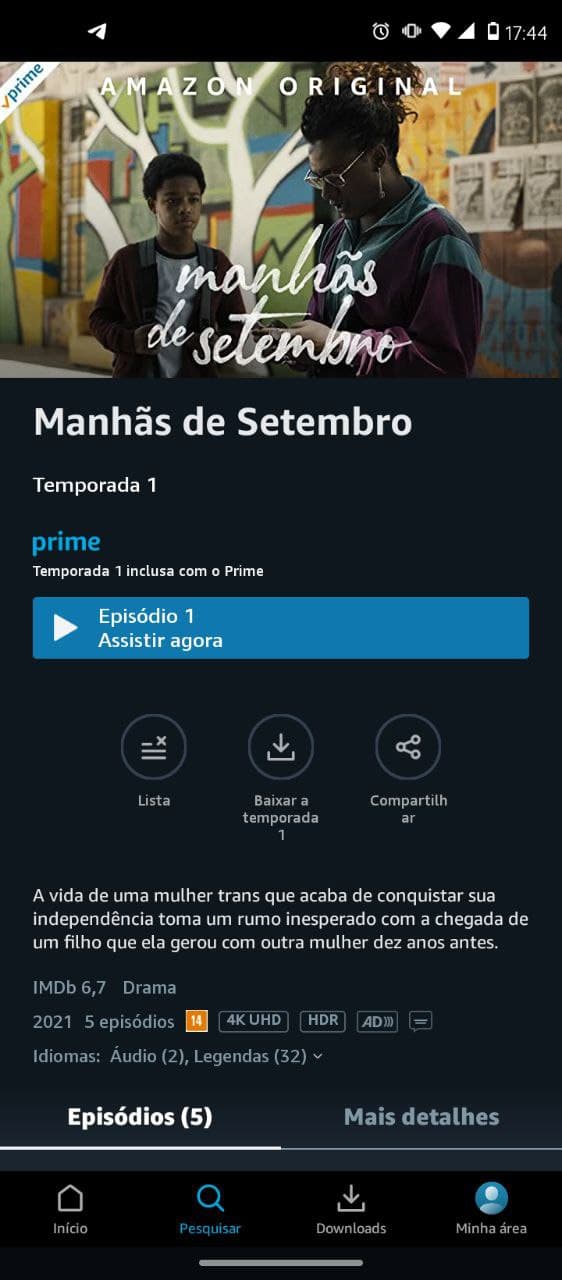 17:44
prime
AMAZON ORIGINAL
manhãs
de setembro
Manhãs de Setembro
Temporada 1
prime
Temporada 1 inclusa com o Prime
Episódio 1
Assistir agora
Lista
Baixar a
temporada
1
Compartilh
ar
A vida de uma mulher trans que acaba de conquistar sua
independência toma um rumo inesperado com a chegada de
um filho que ela gerou com outra mulher dez anos antes.
IMDb 6,7 Drama
2021 5 episódios 14 4K UHD HDR AD)))
Idiomas: Áudio (2), Legendas (32)
Episódios (5) Mais detalhes
Início Pesquisar Downloads Minha área